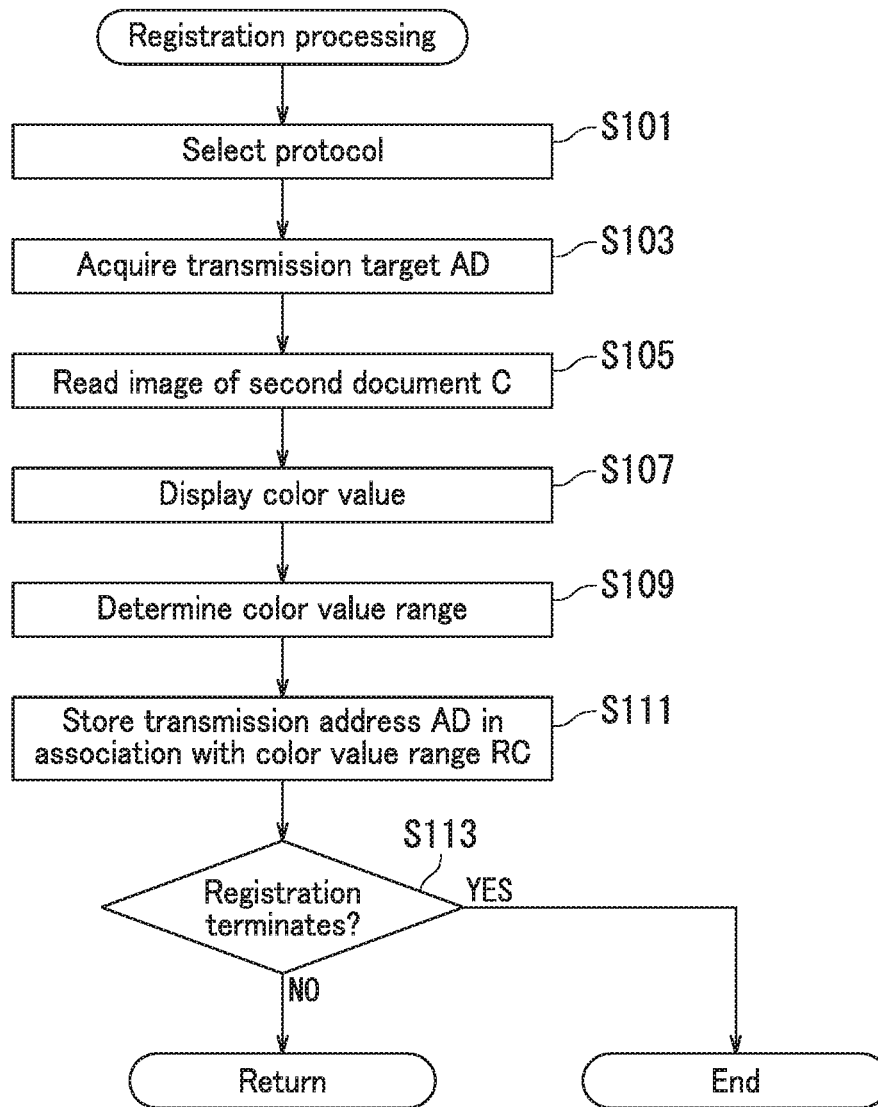 Registration processing
S101
Select protocol
S103
Acquire transmission target AD
S105
Read image of second document C
S107
Display color value
S109
Determine color value range
S111
Store transmission address AD in
association with color value range RC
S113
Registration
terminates?
YES
NO
Return
End